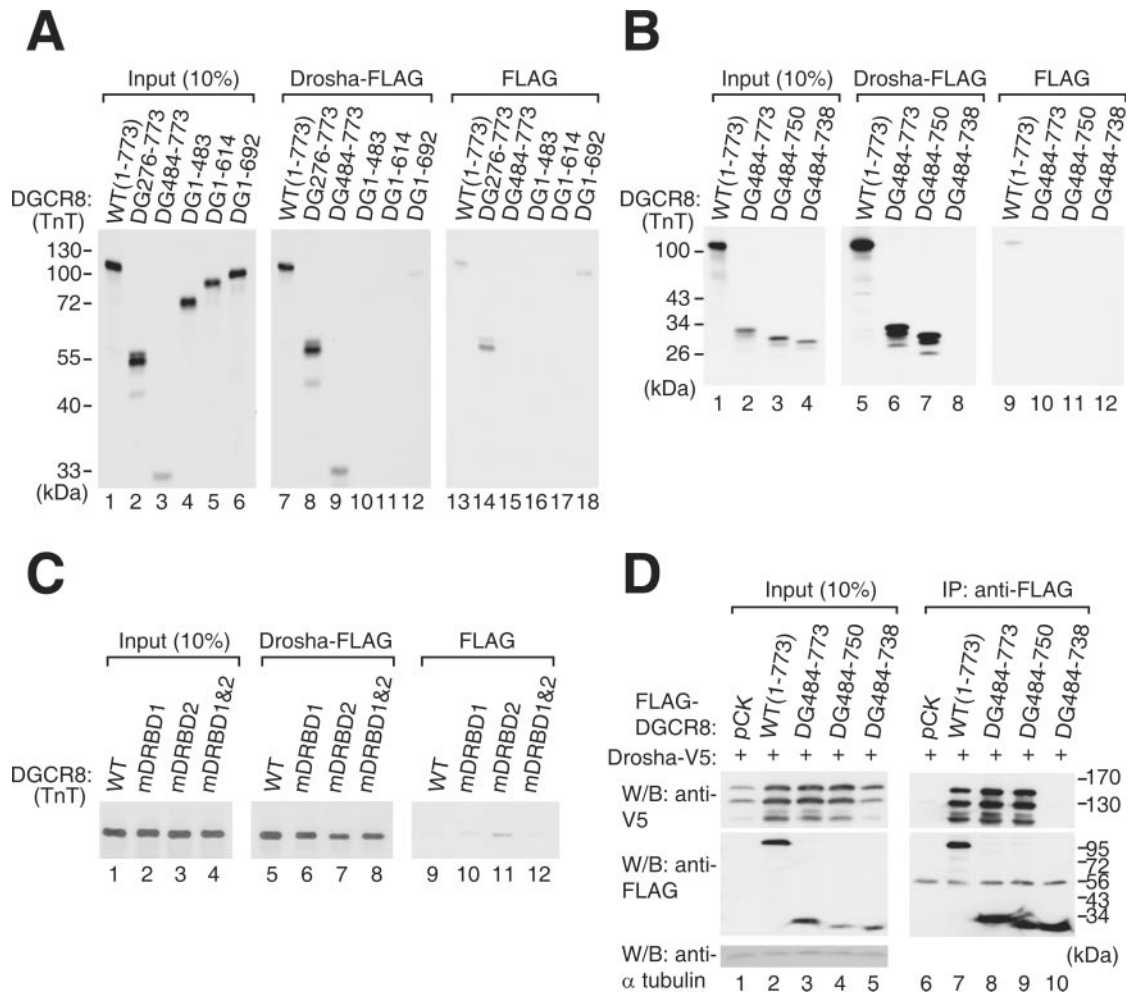 A
Input (10%) Drosha-FLAG FLAG
DGCR8: (TnT)
WT(1-773) DG276-773 DG484-773 DG1-483 DG1-614 DG1-692 WT(1-773) DG276-773 DG484-773 DG1-483 DG1-614 DG1-692 WT(1-773) DG276-773 DG484-773 DG1-483 DG1-614 DG1-692
130
100
72
55
40
33
(kDa)
1 2 3 4 5 6 7 8 9 10 11 12 13 14 15 16 17 18
B
Input (10%) Drosha-FLAG FLAG
DGCR8: (TnT)
WT(1-773) DG484-773 DG484-750 DG484-738 WT(1-773) DG484-773 DG484-750 DG484-738 WT(1-773) DG484-773 DG484-750 DG484-738
100
43
34
26
(kDa)
1 2 3 4 5 6 7 8 9 10 11 12
C
Input (10%) Drosha-FLAG FLAG
DGCR8: (TnT)
WT mDRBD1 mDRBD2 mDRBD1&2 WT mDRBD1 mDRBD2 mDRBD1&2 WT mDRBD1 mDRBD2 mDRBD1&2
1 2 3 4 5 6 7 8 9 10 11 12
D
Input (10%) IP: anti-FLAG
FLAG-
DGCR8:
pCK WT(1-773) DG484-773 DG484-750 DG484-738 pCK WT(1-773) DG484-773 DG484-750 DG484-738
Drosha-V5: + + + + + + + + + +
W/B: anti-
V5
170
130
W/B: anti-
FLAG
95
72
56
43
34
W/B: anti-
α tubulin
(kDa)
1 2 3 4 5 6 7 8 9 10